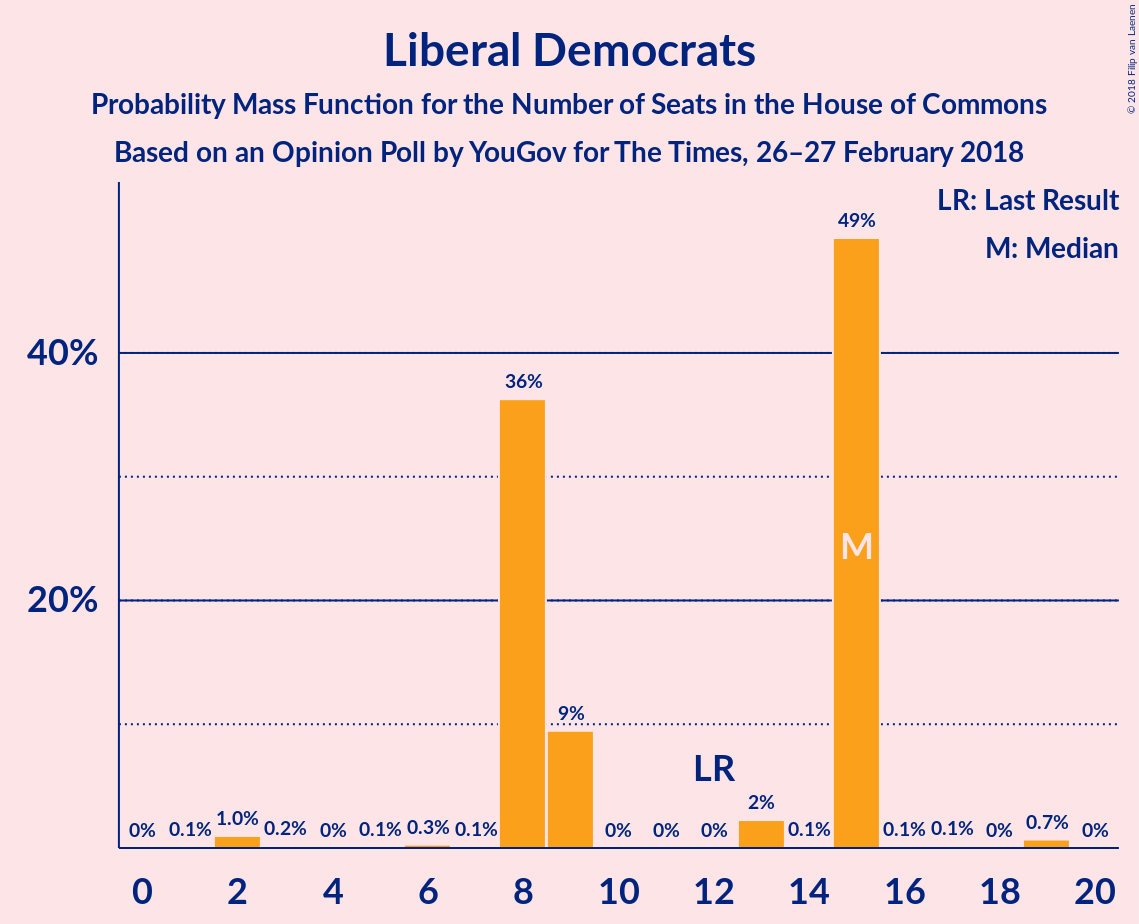 Liberal Democrats
Probability Mass Function for the Number of Seats in the House of Commons
Based on an Opinion Poll by YouGov for The Times, 26–27 February 2018
© 2018 Filip van Laenen
LR: Last Result
M: Median
49%
40%
36%
M
20%
9%
LR
0% 0.1% 1.0% 0.2% 0% 0.1% 0.3% 0.1% 0% 0% 0% 2% 0.1% 0.1% 0.1% 0% 0.7% 0%
0 2 4 6 8 10 12 14 16 18 20